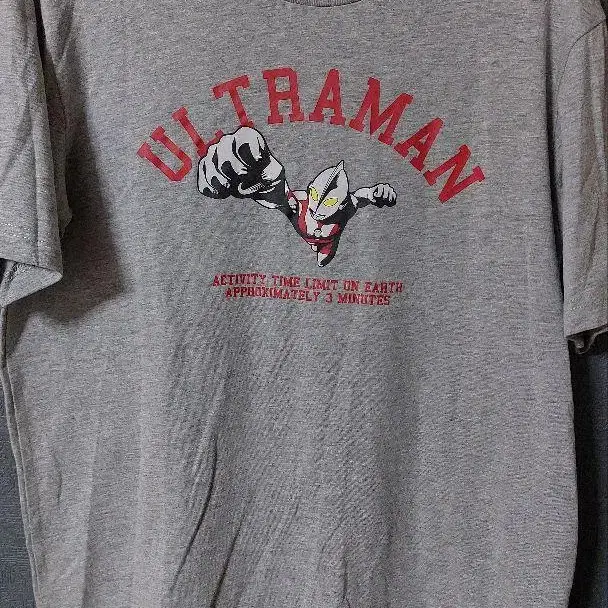 ULTRAMAN
ACTIVITY TIME LIMIT ON EARTH
APPROXIMATELY 3 MINUTES